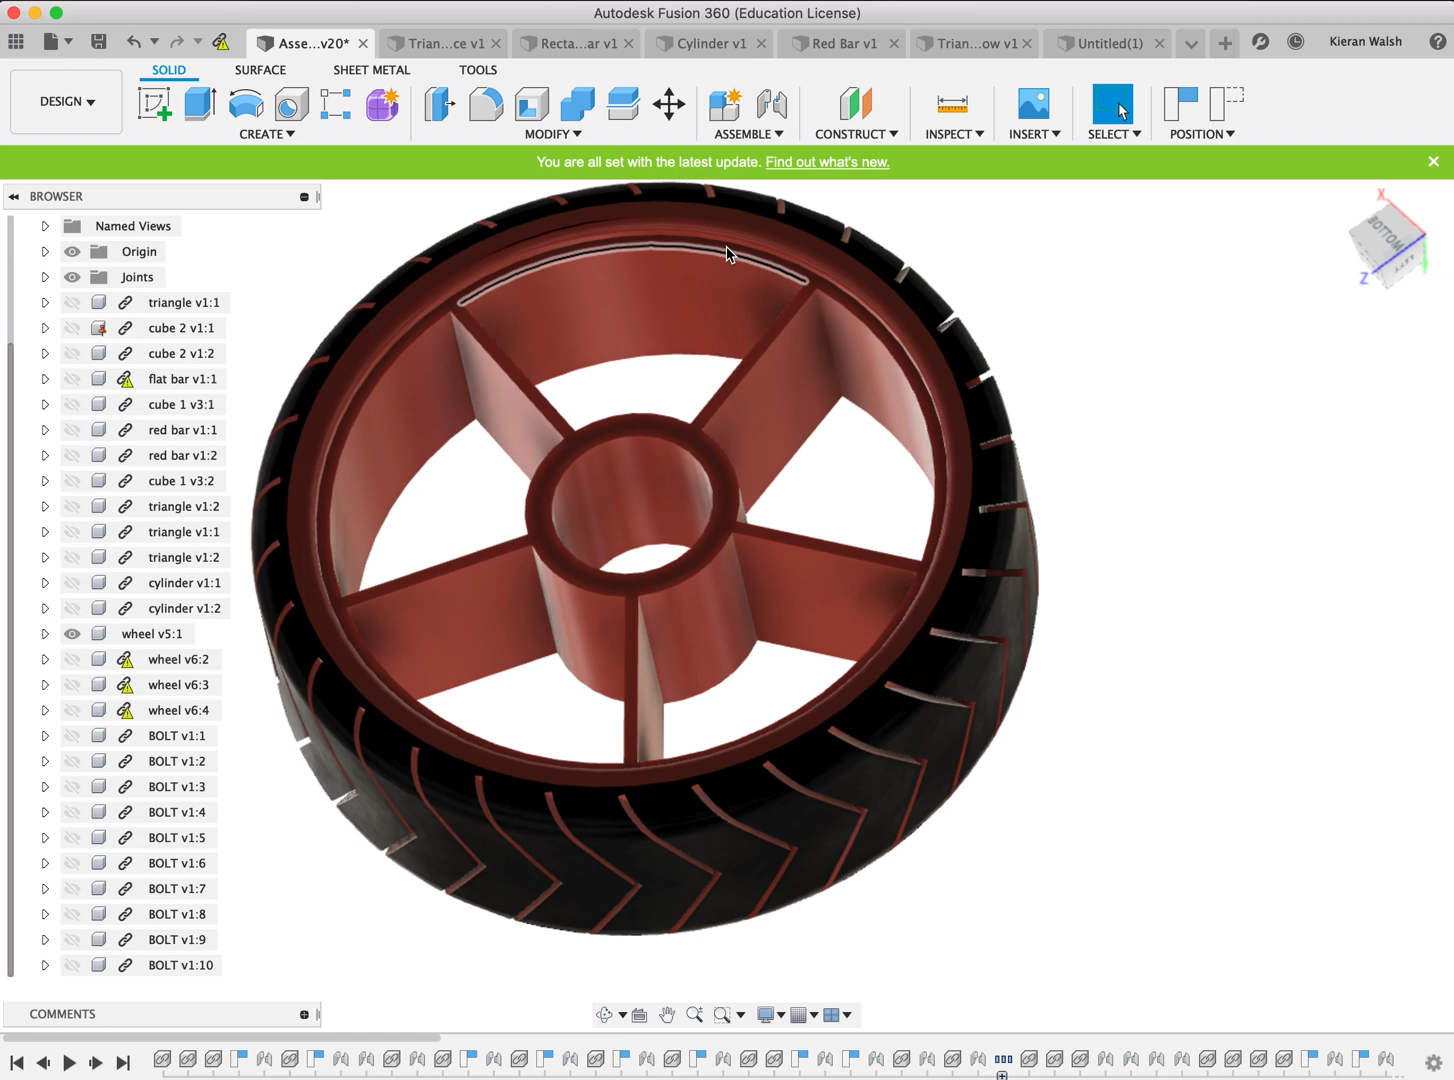 Autodesk Fusion 360 (Education License)
Asse...v20*
Trian...ce v1
Recta...ar v1
Cylinder v1
Red Bar v1
Trian...ow v1
Untitled(1)
Kieran Walsh
SOLID
SURFACE
SHEET METAL
TOOLS
DESIGN
CREATE
MODIFY
ASSEMBLE
CONSTRUCT
INSPECT
INSERT
SELECT
POSITION
You are all set with the latest update. Find out what's new.
BROWSER
Named Views
Origin
Joints
triangle v1:1
cube 2 v1:1
cube 2 v1:2
flat bar v1:1
cube 1 v3:1
red bar v1:1
red bar v1:2
cube 1 v3:2
triangle v1:2
triangle v1:1
triangle v1:2
cylinder v1:1
cylinder v1:2
wheel v5:1
wheel v6:2
wheel v6:3
wheel v6:4
BOLT v1:1
BOLT v1:2
BOLT v1:3
BOLT v1:4
BOLT v1:5
BOLT v1:6
BOLT v1:7
BOLT v1:8
BOLT v1:9
BOLT v1:10
X
BOTTOM
LEFT
Z
COMMENTS